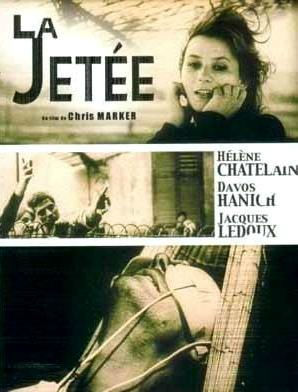 LA
JETÉE
Un film de Chris MARKER
HÉLÈNE
CHATELAIN
DAVOS
HANICH
JACQUES
LEDOUX